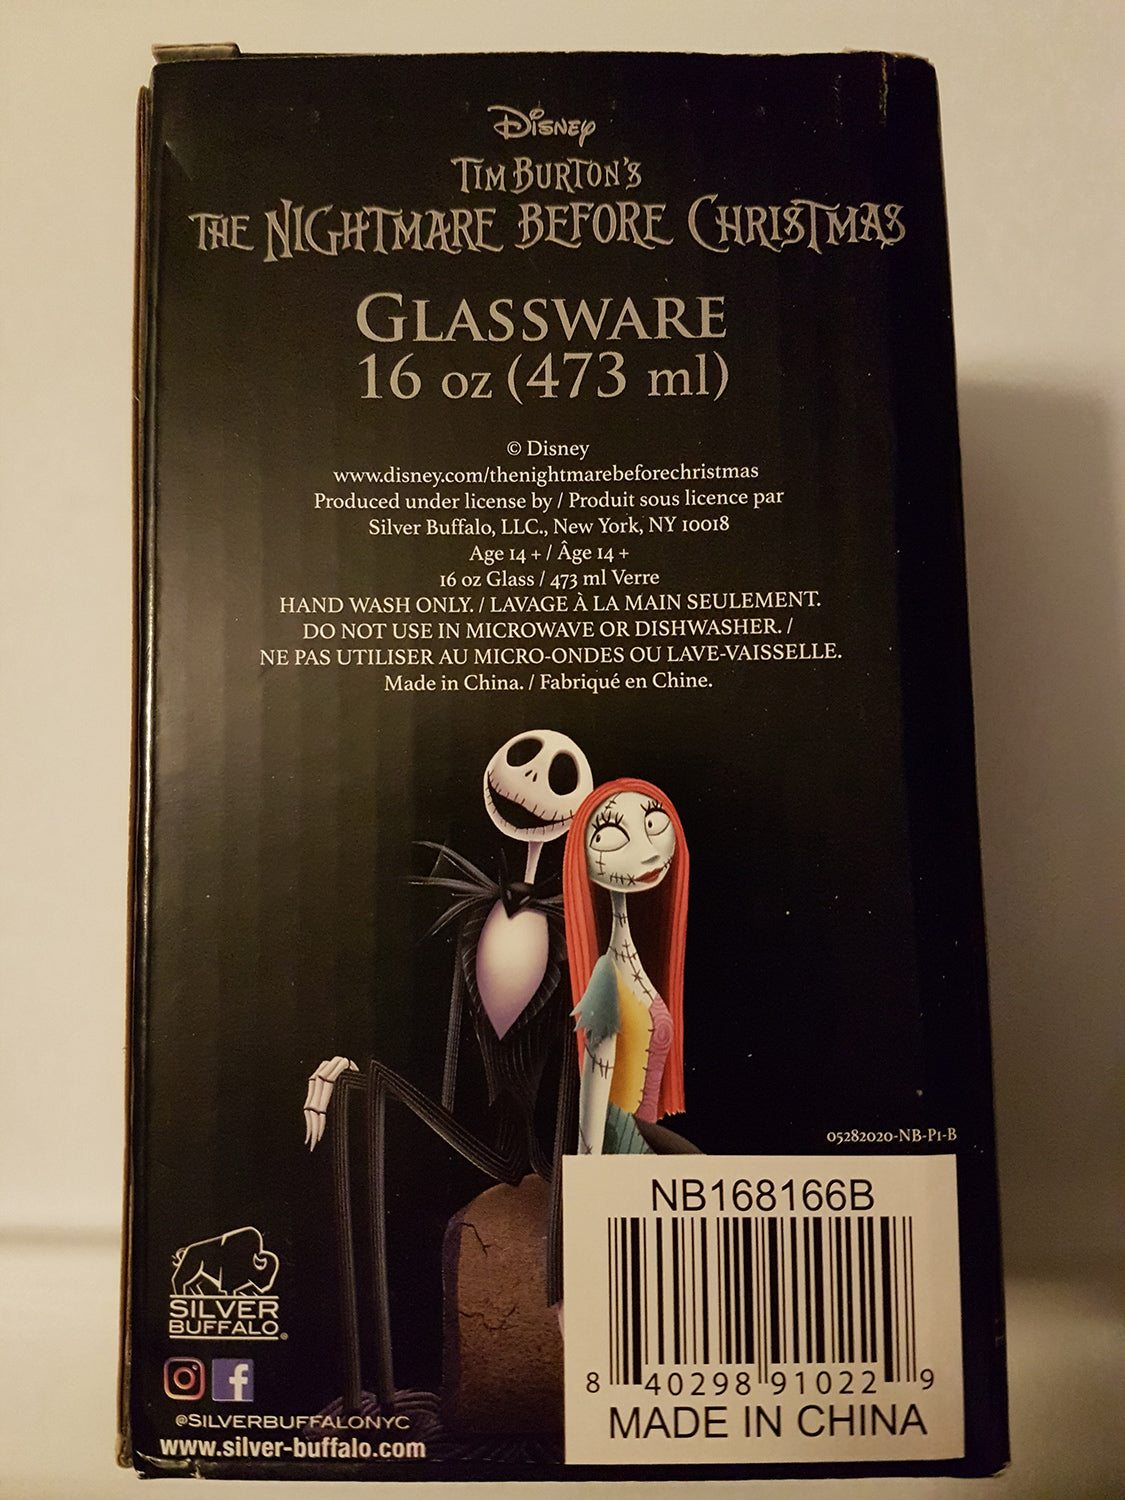 Disney
TIM BURTON'S
THE NIGHTMARE BEFORE CHRISTMAS
GLASSWARE
16 oz (473 ml)
© Disney
www.disney.com/thenightmarebeforechristmas
Produced under license by / Produit sous licence par
Silver Buffalo, LLC., New York, NY 10018
Age 14 + / Âge 14 +
16 oz Glass / 473 ml Verre
HAND WASH ONLY. / LAVAGE À LA MAIN SEULEMENT.
DO NOT USE IN MICROWAVE OR DISHWASHER. /
NE PAS UTILISER AU MICRO-ONDES OU LAVE-VAISSELLE.
Made in China. / Fabriqué en Chine.
05282020-NB-P1-B
NB168166B
8 40298 91022 9
MADE IN CHINA
SILVER
BUFFALO®
@SILVERBUFFALONYC
www.silver-buffalo.com